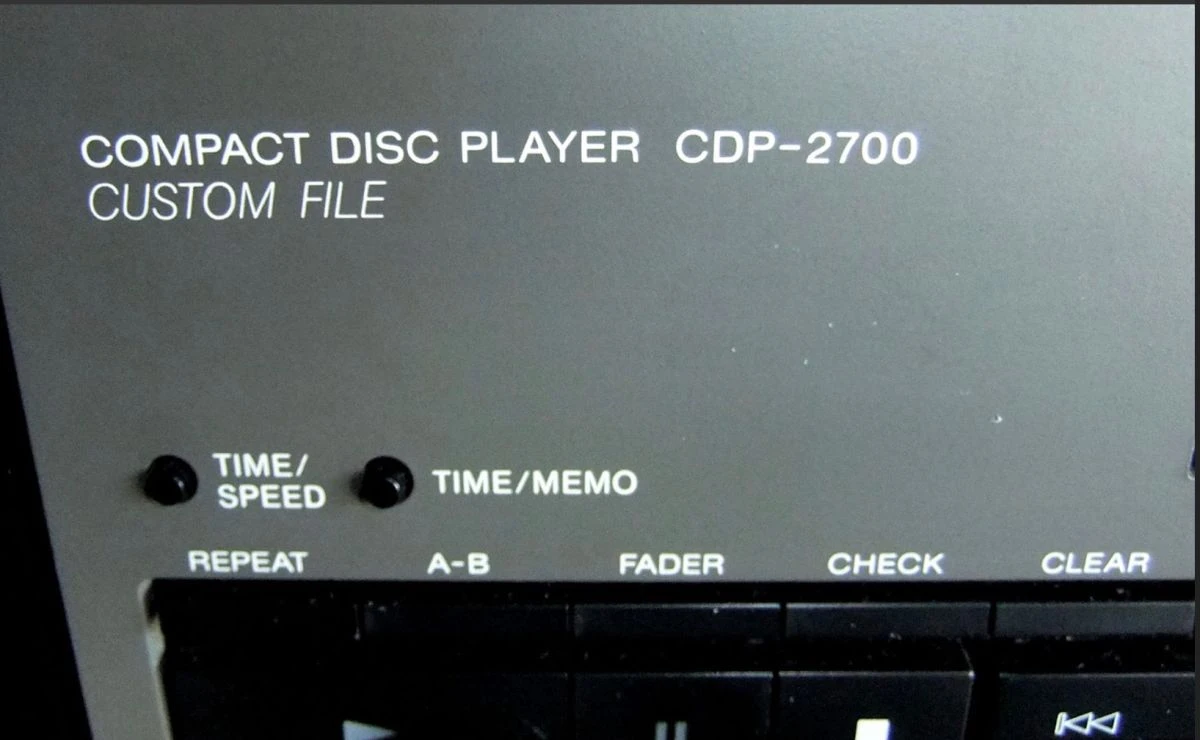 COMPACT DISC PLAYER CDP-2700
CUSTOM FILE
TIME/
SPEED
TIME/MEMO
REPEAT A-B FADER CHECK CLEAR